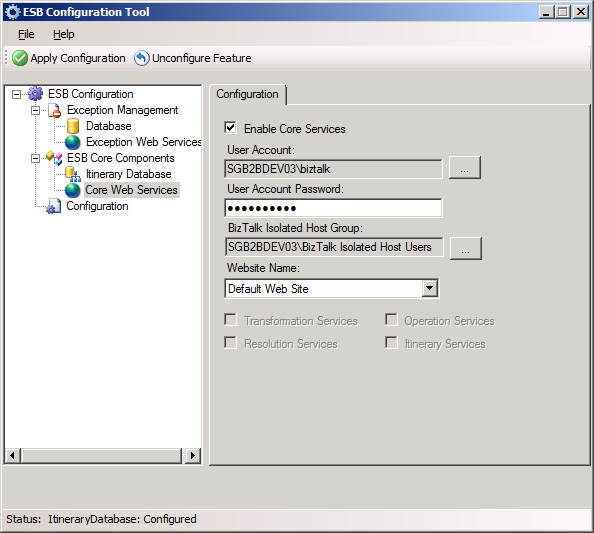 ESB Configuration Tool
File Help
Apply Configuration Unconfigure Feature
ESB Configuration
Exception Management
Database
Exception Web Services
ESB Core Components
Itinerary Database
Core Web Services
Configuration
Configuration
Enable Core Services
User Account:
SGB2BDEV03\biztalk
...
User Account Password:
●●●●●●●●●●
BizTalk Isolated Host Group:
SGB2BDEV03\BizTalk Isolated Host Users
...
Website Name:
Default Web Site
Transformation Services Operation Services
Resolution Services Itinerary Services
Status: ItineraryDatabase: Configured